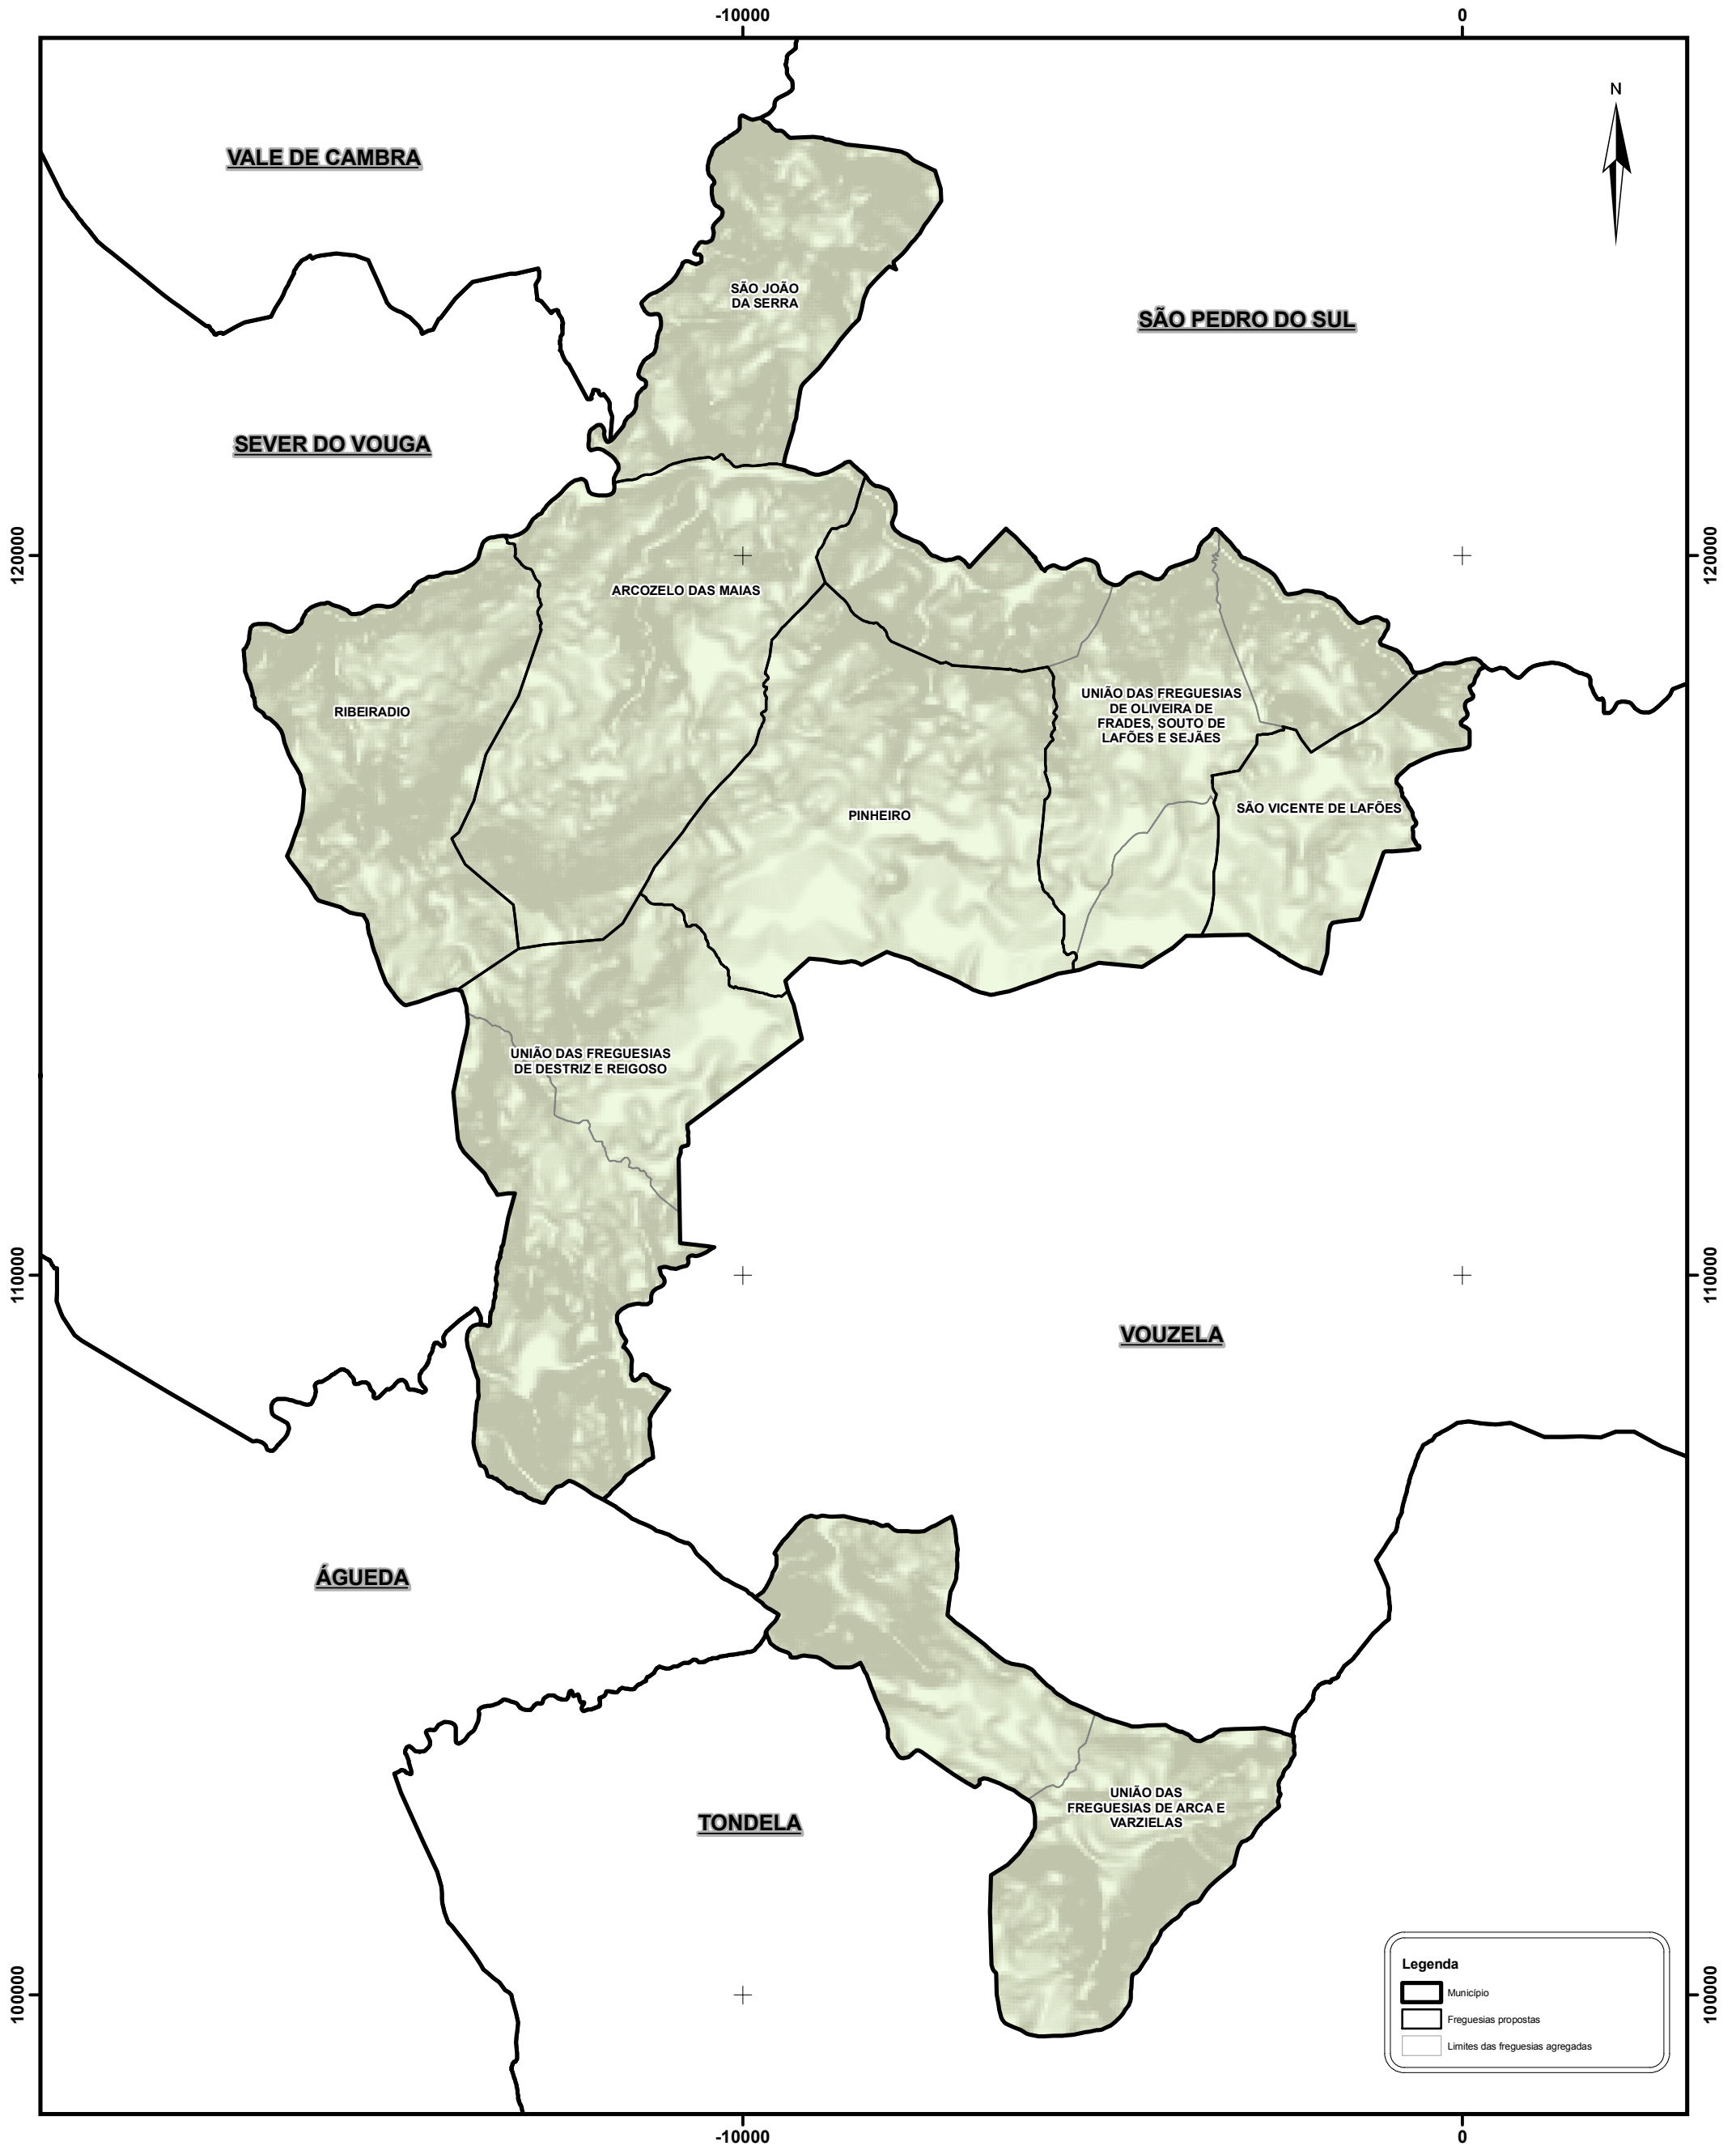 -10000
0
N
VALE DE CAMBRA
SÃO JOÃO
DA SERRA
SÃO PEDRO DO SUL
SEVER DO VOUGA
120000
120000
ARCOZELO DAS MAIAS
RIBEIRADIO
UNIÃO DAS FREGUESIAS
DE OLIVEIRA DE
FRADES, SOUTO DE
LAFÕES E SEJÃES
SÃO VICENTE DE LAFÕES
PINHEIRO
UNIÃO DAS FREGUESIAS
DE DESTRIZ E REIGOSO
110000
110000
VOUZELA
ÁGUEDA
UNIÃO DAS
FREGUESIAS DE ARCA E
VARZIELAS
TONDELA
100000
100000
Legenda
Município
Freguesias propostas
Limites das freguesias agregadas
-10000
0